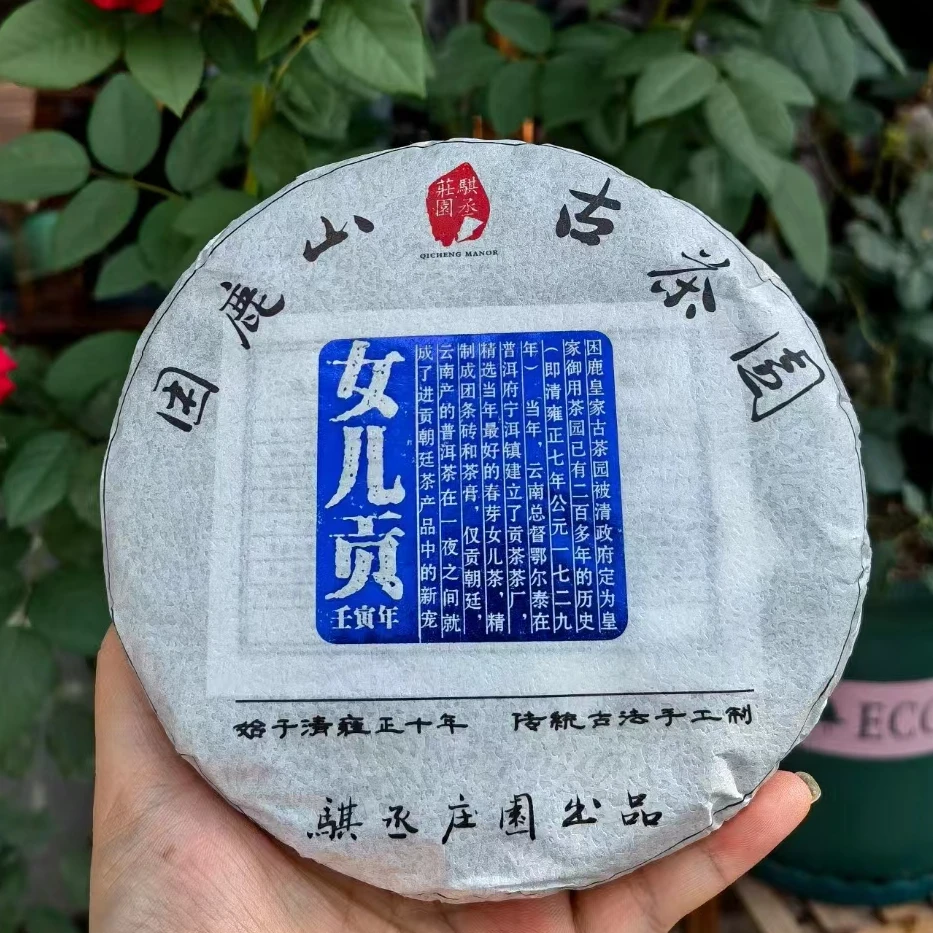 騏丞
莊園
QICHENG MANOR
困鹿山古茶園
困鹿皇家古茶园被清政府定为皇
家御用茶园已有二百多年的历史
（即清雍正七年公元一七二九
年）当年，云南总督鄂尔泰在
普洱府宁洱镇建立了贡茶茶厂，
精选当年最好的春芽女儿茶，精
制成团条砖和茶膏，仅贡朝廷，
云南产的普洱茶在一夜之间就
成了进贡朝廷茶产品中的新宠
女儿贡
壬寅年
始于清雍正十年 传統古法手工制
騏丞庄園出品
ECO